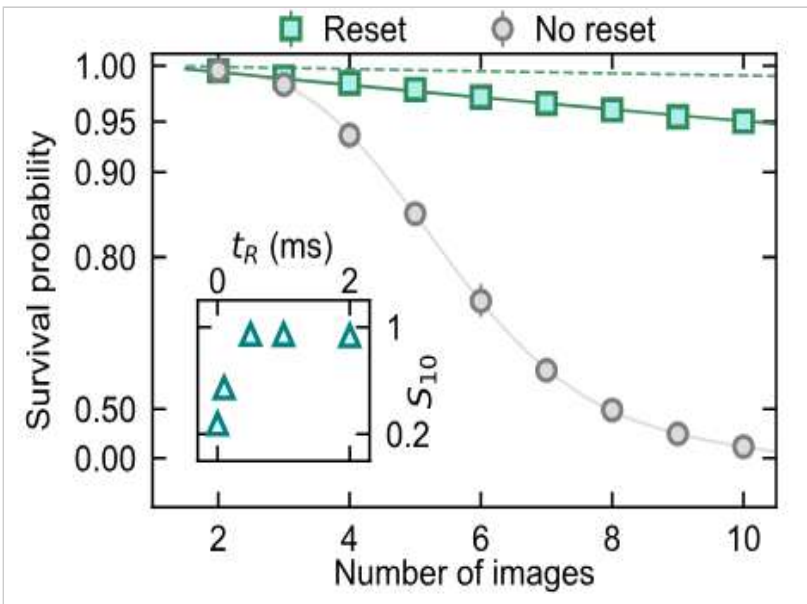 Reset No reset
1.00
0.95
0.90
0.80
0.50
0.00
Survival probability
t_R (ms)
0 2
1
0.2
S_10
2 4 6 8 10
Number of images